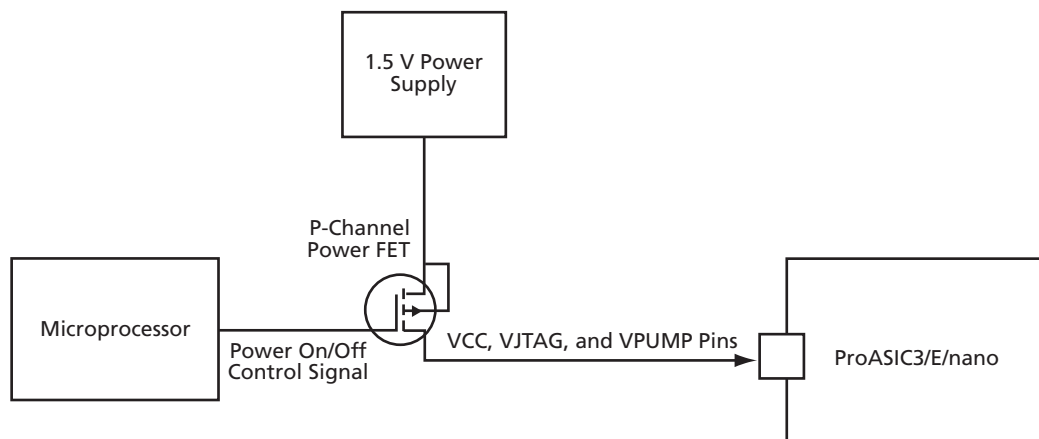 1.5 V Power
Supply
P-Channel
Power FET
Microprocessor
Power On/Off
Control Signal
VCC, VJTAG, and VPUMP Pins
ProASIC3/E/nano